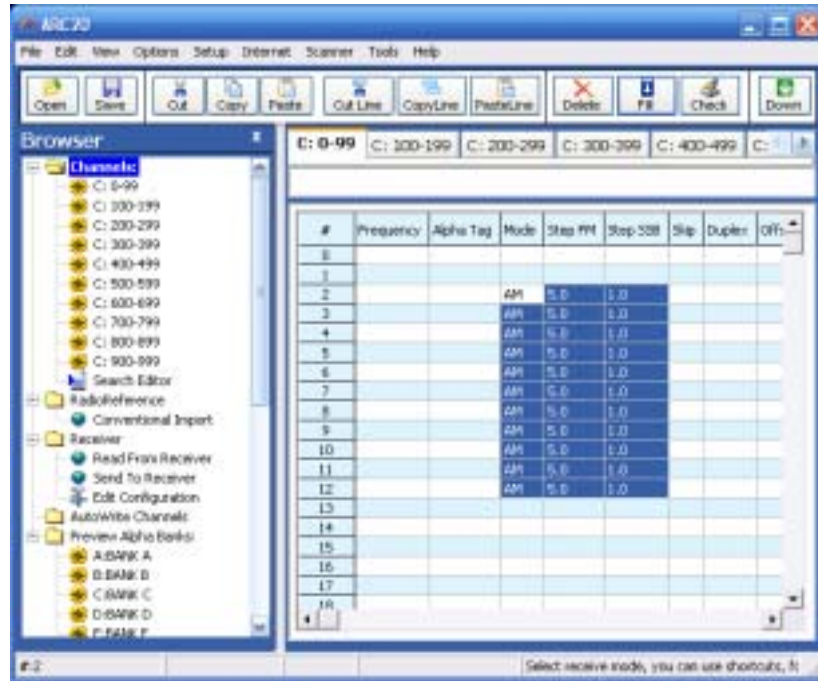 ARC20
File Edit View Options Setup Internet Scanner Tools Help
Open Save Cut Copy Paste Cut Line CopyLine PasteLine Delete Fill Check Down
Browser
Channels:
C: 0-99
C: 100-199
C: 200-299
C: 300-399
C: 400-499
C: 500-599
C: 600-699
C: 700-799
C: 800-899
C: 900-999
Search Editor
RadioReference
Conventional Import
Receiver
Read From Receiver
Send To Receiver
Edit Configuration
AutoWrite Channels
Preview Alpha Banks:
A:BANK A
B:BANK B
C:BANK C
D:BANK D
E:BANK E
C: 0-99 C: 100-199 C: 200-299 C: 300-399 C: 400-499 C:
# Frequency Alpha Tag Mode Step FM Step SSB Skip Duplex Offs
0
1
2 AM 5.0 1.0
3 AM 5.0 1.0
4 AM 5.0 1.0
5 AM 5.0 1.0
6 AM 5.0 1.0
7 AM 5.0 1.0
8 AM 5.0 1.0
9 AM 5.0 1.0
10 AM 5.0 1.0
11 AM 5.0 1.0
12 AM 5.0 1.0
13
14
15
16
17
18
#:2 Select receive mode, you can use shortcuts, N